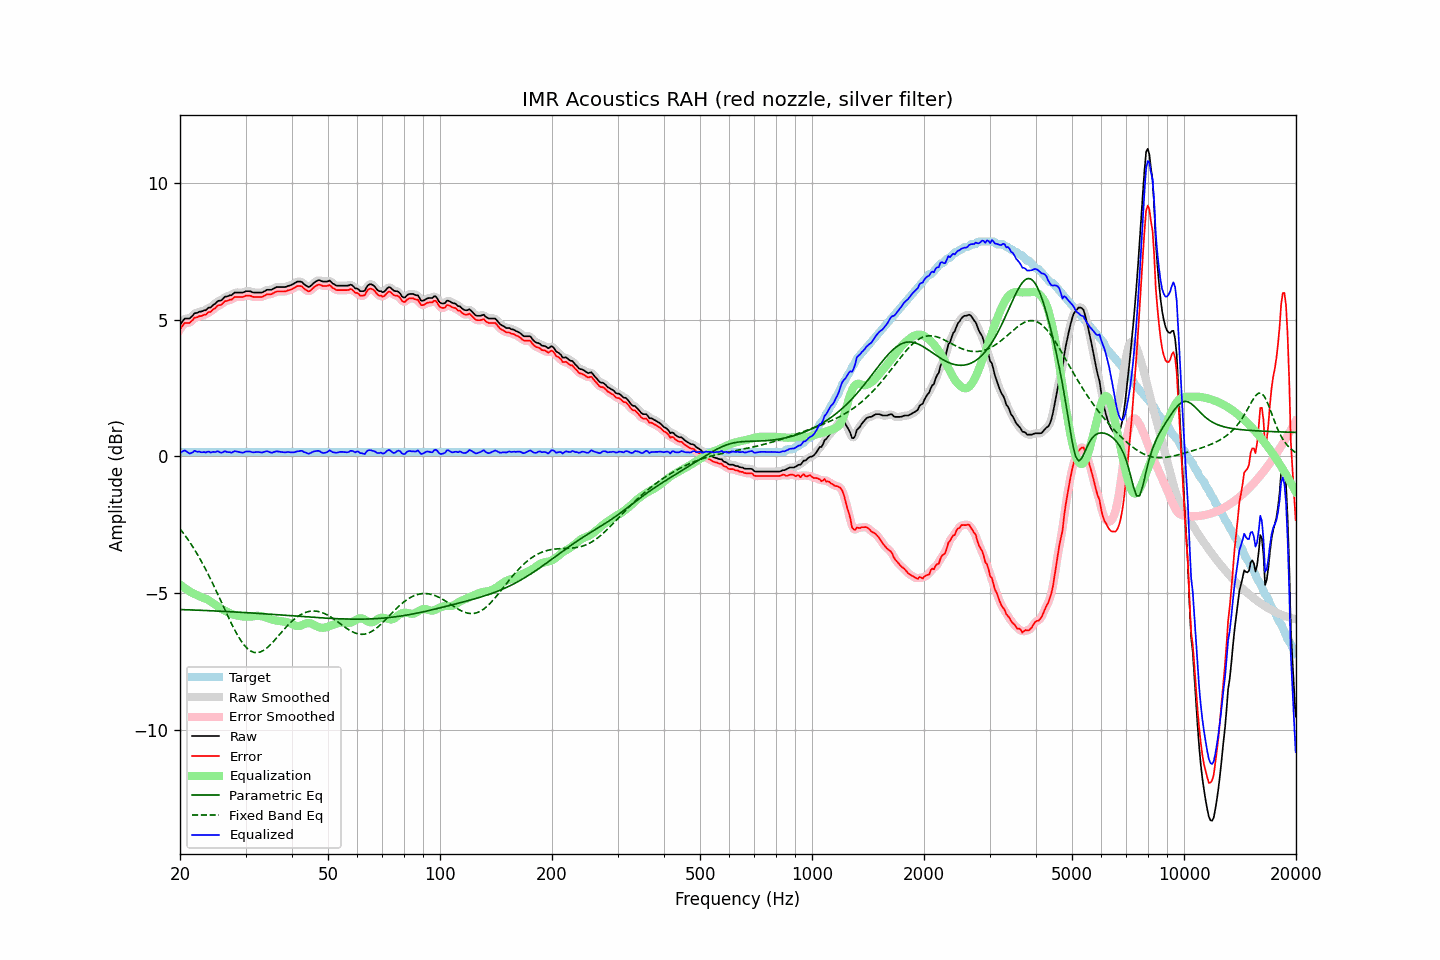 IMR Acoustics RAH (red nozzle, silver filter)
Amplitude (dBr)
10
5
0
−5
−10
Target
Raw Smoothed
Error Smoothed
Raw
Error
Equalization
Parametric Eq
Fixed Band Eq
Equalized
20 50 100 200 500 1000 2000 5000 10000 20000
Frequency (Hz)